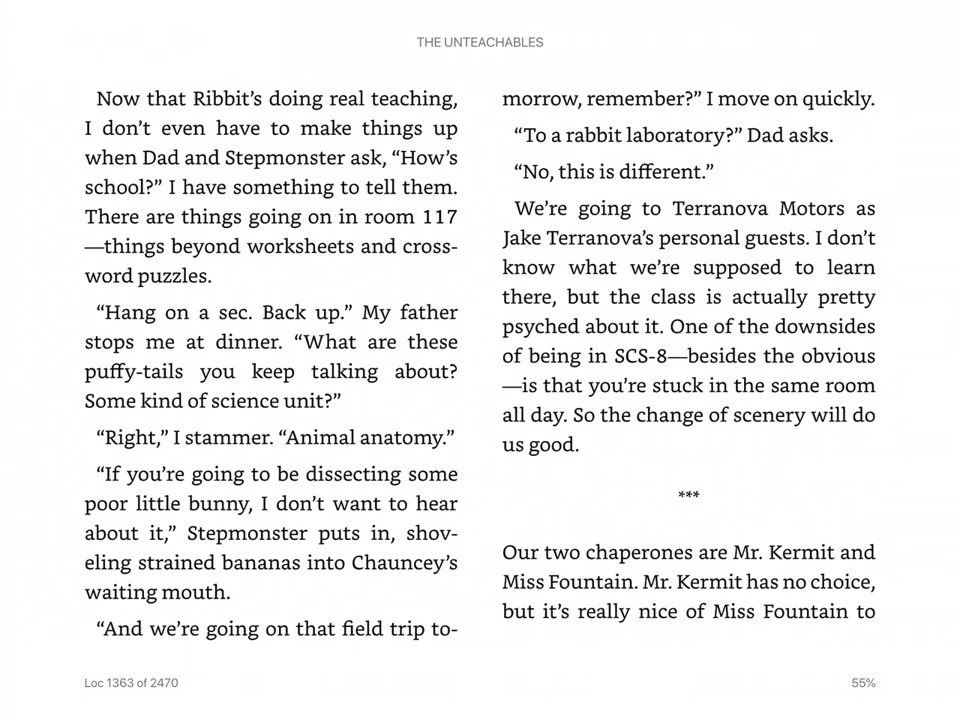 THE UNTEACHABLES
Now that Ribbit’s doing real teaching,
I don’t even have to make things up
when Dad and Stepmonster ask, “How’s
school?” I have something to tell them.
There are things going on in room 117
—things beyond worksheets and cross-
word puzzles.
“Hang on a sec. Back up.” My father
stops me at dinner. “What are these
puffy-tails you keep talking about?
Some kind of science unit?”
“Right,” I stammer. “Animal anatomy.”
“If you’re going to be dissecting some
poor little bunny, I don’t want to hear
about it,” Stepmonster puts in, shov-
eling strained bananas into Chauncey’s
waiting mouth.
“And we’re going on that field trip to-
morrow, remember?” I move on quickly.
“To a rabbit laboratory?” Dad asks.
“No, this is different.”
We’re going to Terranova Motors as
Jake Terranova’s personal guests. I don’t
know what we’re supposed to learn
there, but the class is actually pretty
psyched about it. One of the downsides
of being in SCS-8—besides the obvious
—is that you’re stuck in the same room
all day. So the change of scenery will do
us good.
***
Our two chaperones are Mr. Kermit and
Miss Fountain. Mr. Kermit has no choice,
but it’s really nice of Miss Fountain to
Loc 1363 of 2470
55%